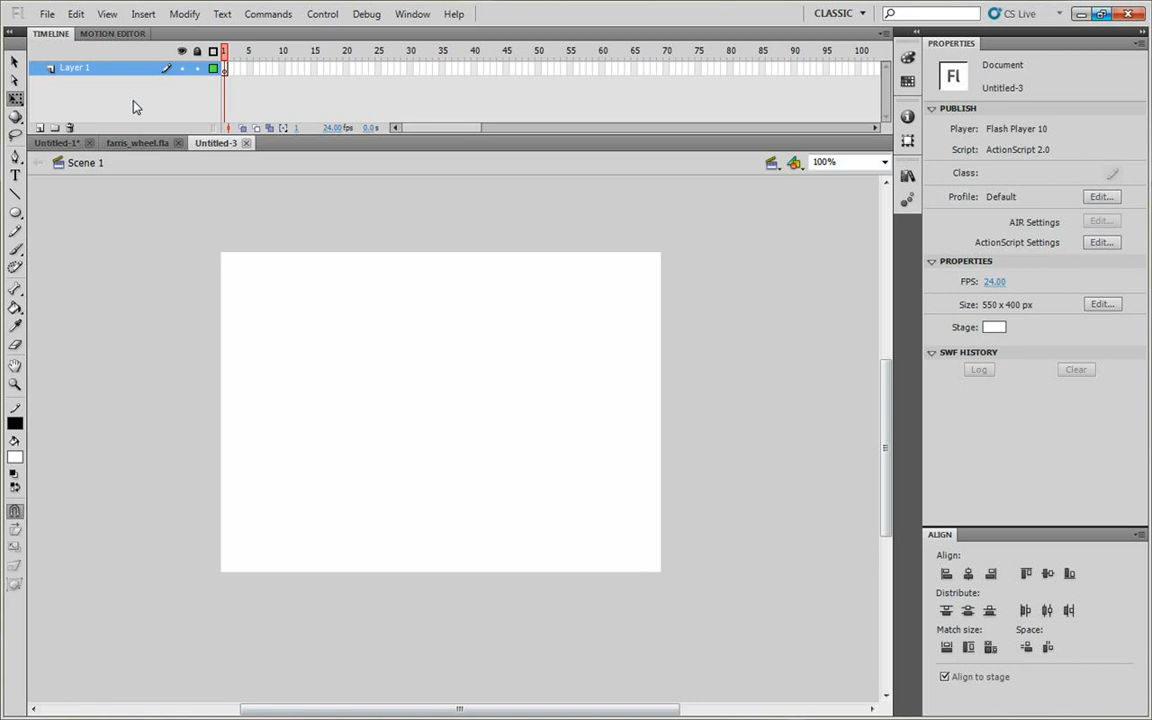 Fl File Edit View Insert Modify Text Commands Control Debug Window Help CLASSIC CS Live
TIMELINE MOTION EDITOR
1 5 10 15 20 25 30 35 40 45 50 55 60 65 70 75 80 85 90 95 100
Layer 1
1 24.00 fps 0.0 s
Untitled-1* farris_wheel.fla Untitled-3
Scene 1 100%
PROPERTIES
Fl Document
Untitled-3
PUBLISH
Player: Flash Player 10
Script: ActionScript 2.0
Class:
Profile: Default Edit...
AIR Settings Edit...
ActionScript Settings Edit...
PROPERTIES
FPS: 24.00
Size: 550 x 400 px Edit...
Stage:
SWF HISTORY
Log Clear
ALIGN
Align:
Distribute:
Match size: Space:
Align to stage